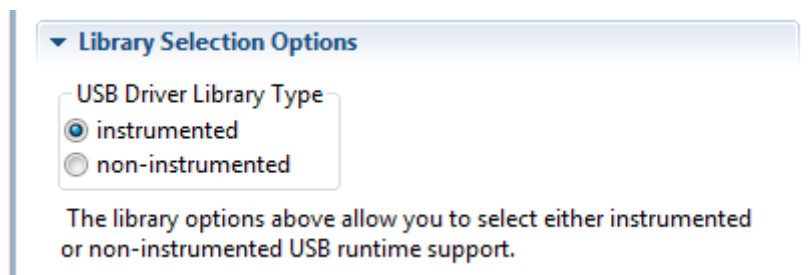 Library Selection Options
USB Driver Library Type
instrumented
non-instrumented
The library options above allow you to select either instrumented
or non-instrumented USB runtime support.